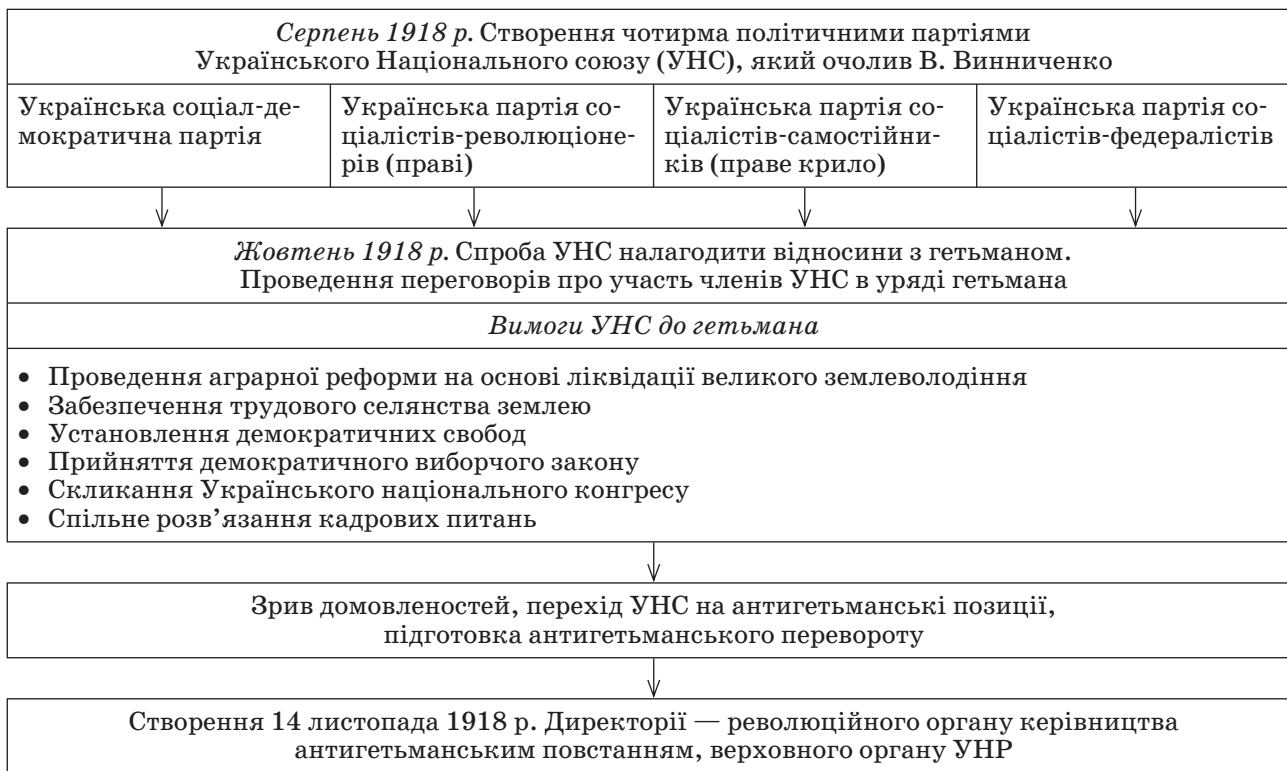 Серпень 1918 р. Створення чотирма політичними партіями
Українського Національного союзу (УНС), який очолив В. Винниченко
Українська соціал-де-
мократична партія
Українська партія со-
ціалістів-революціоне-
рів (праві)
Українська партія со-
ціалістів-самостійни-
ків (праве крило)
Українська партія со-
ціалістів-федералістів
Жовтень 1918 р. Спроба УНС налагодити відносини з гетьманом.
Проведення переговорів про участь членів УНС в уряді гетьмана
Вимоги УНС до гетьмана
• Проведення аграрної реформи на основі ліквідації великого землеволодіння
• Забезпечення трудового селянства землею
• Установлення демократичних свобод
• Прийняття демократичного виборчого закону
• Скликання Українського національного конгресу
• Спільне розв’язання кадрових питань
Зрив домовленостей, перехід УНС на антигетьманські позиції,
підготовка антигетьманського перевороту
Створення 14 листопада 1918 р. Директорії — революційного органу керівництва
антигетьманським повстанням, верховного органу УНР